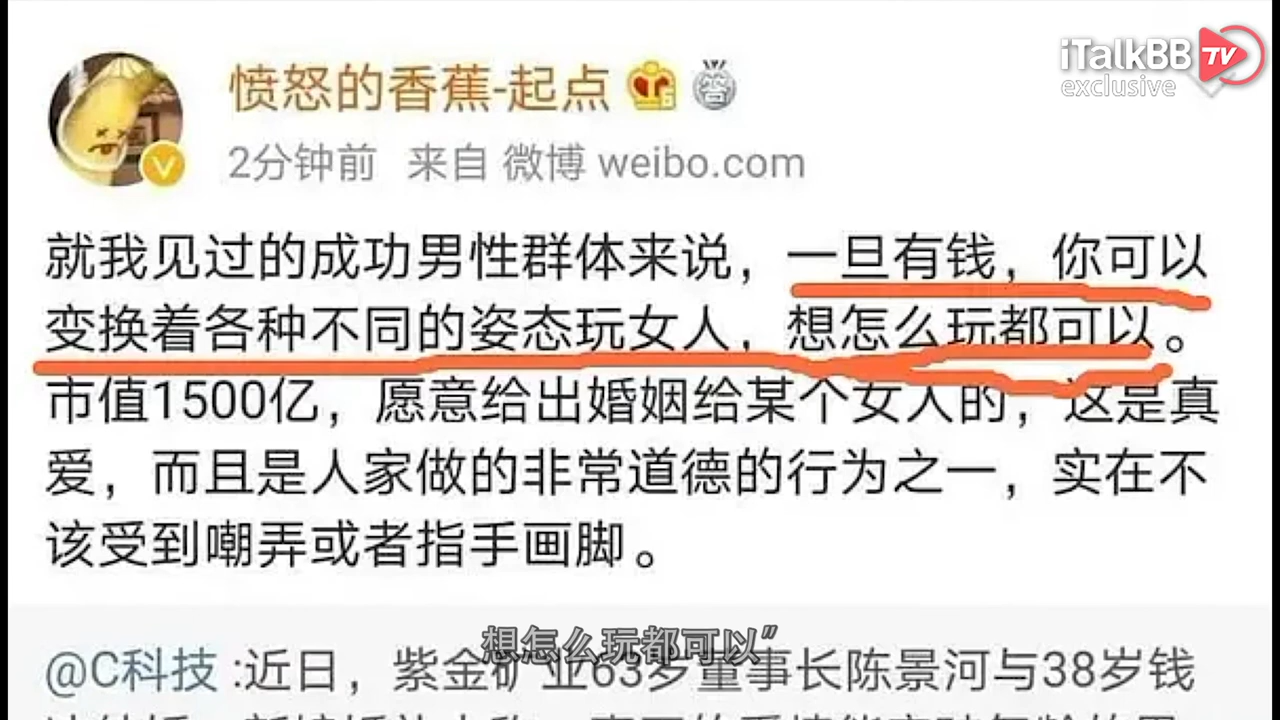 iTalkBB TV
exclusive
愤怒的香蕉-起点
2分钟前 来自 微博 weibo.com
就我见过的成功男性群体来说，一旦有钱，你可以
变换着各种不同的姿态玩女人，想怎么玩都可以。
市值1500亿，愿意给出婚姻给某个女人的，这是真
爱，而且是人家做的非常道德的行为之一，实在不
该受到嘲弄或者指手画脚。
想怎么玩都可以”
@C科技 :近日，紫金矿业63岁董事长陈景河与38岁钱